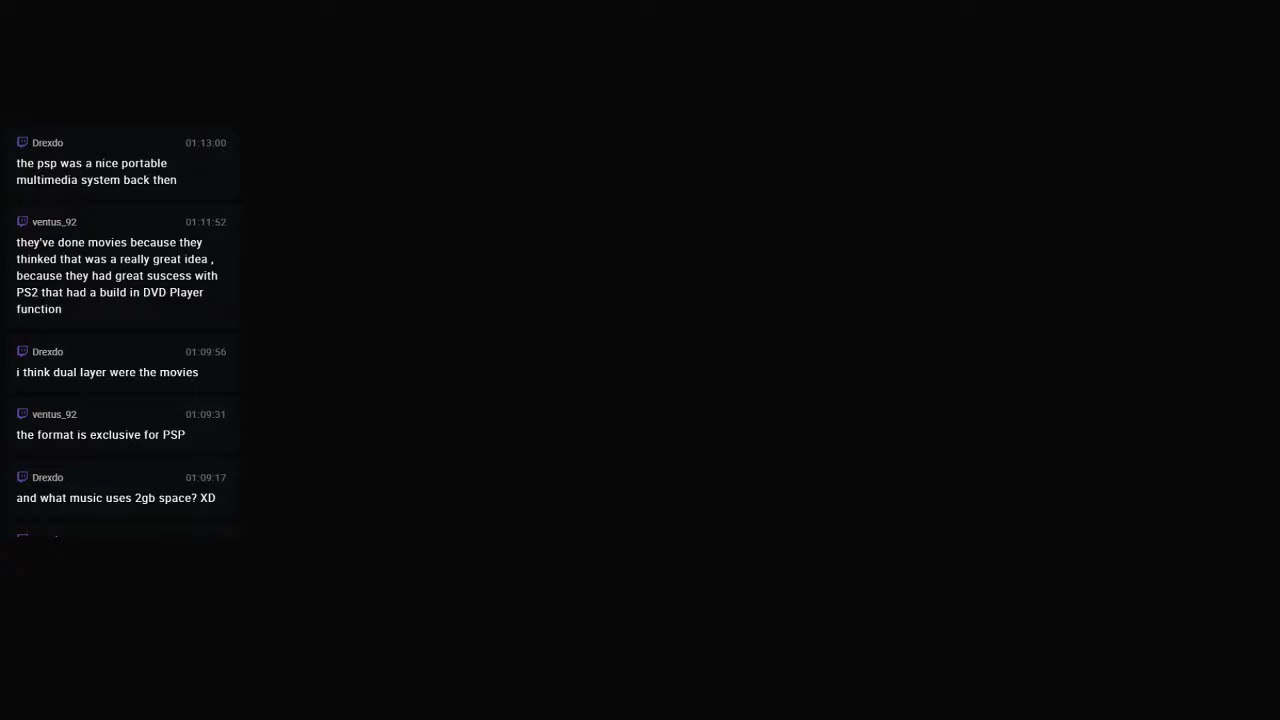 Drexdo 01:13:00
the psp was a nice portable
multimedia system back then
ventus_92 01:11:52
they've done movies because they
thinked that was a really great idea ,
because they had great suscess with
PS2 that had a build in DVD Player
function
Drexdo 01:09:56
i think dual layer were the movies
ventus_92 01:09:31
the format is exclusive for PSP
Drexdo 01:09:17
and what music uses 2gb space? XD